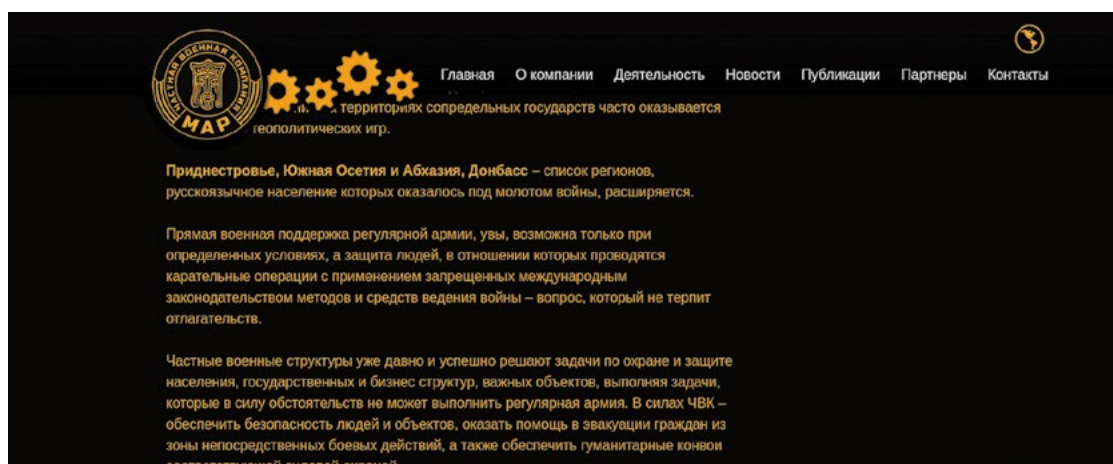 ЧАСТНАЯ ВОЕННАЯ КОМПАНИЯ
МАР
Главная О компании Деятельность Новости Публикации Партнеры Контакты
территориях сопредельных государств часто оказывается
геополитических игр.
Приднестровье, Южная Осетия и Абхазия, Донбасс – список регионов,
русскоязычное население которых оказалось под молотом войны, расширяется.
Прямая военная поддержка регулярной армии, увы, возможна только при
определенных условиях, а защита людей, в отношении которых проводятся
карательные операции с применением запрещенных международным
законодательством методов и средств ведения войны – вопрос, который не терпит
отлагательств.
Частные военные структуры уже давно и успешно решают задачи по охране и защите
населения, государственных и бизнес структур, важных объектов, выполняя задачи,
которые в силу обстоятельств не может выполнить регулярная армия. В силах ЧВК –
обеспечить безопасность людей и объектов, оказать помощь в эвакуации граждан из
зоны непосредственных боевых действий, а также обеспечить гуманитарные конвои